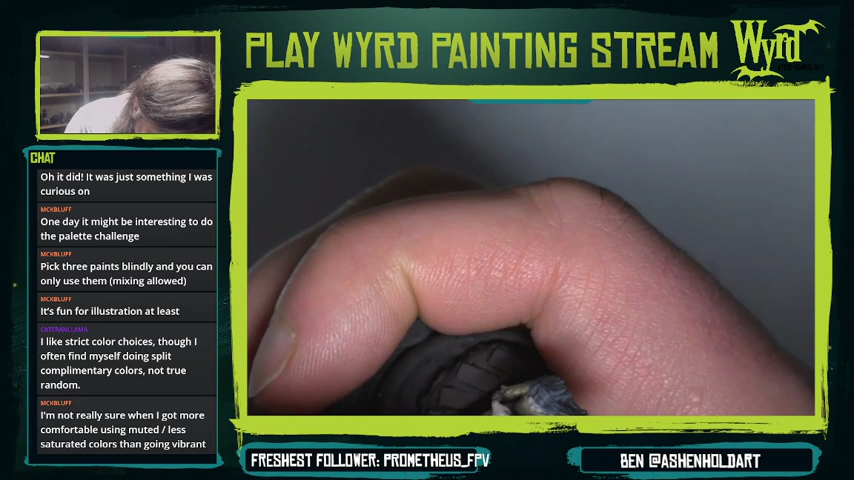 PLAY WYRD PAINTING STREAM
Wyrd
CHAT
Oh it did! It was just something I was
curious on
MCKBLUFF
One day it might be interesting to do
the palette challenge
MCKBLUFF
Pick three paints blindly and you can
only use them (mixing allowed)
MCKBLUFF
It's fun for illustration at least
CATERANLLAMA
I like strict color choices, though I
often find myself doing split
complimentary colors, not true
random.
MCKBLUFF
I'm not really sure when I got more
comfortable using muted / less
saturated colors than going vibrant
FRESHEST FOLLOWER: PROMETHEUS_FPV
BEN @ASHENHOLDART